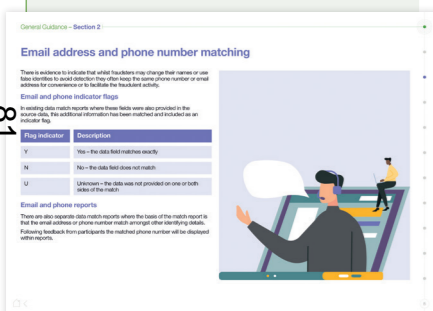 General Guidance – Section 2
Email address and phone number matching
There is evidence to indicate that whilst fraudsters may change their names or use
false identities to avoid detection they often keep the same phone number or email
address for convenience or to facilitate the fraudulent activity.
Email and phone indicator flags
In existing data match reports where these fields were also provided in the
source data, this additional information has been matched and included as an
indicator flag.
Flag indicator Description
Y Yes – the data field matches exactly
N No – the data field does not match
U Unknown – the data was not provided on one or both
sides of the match
Email and phone reports
There are also separate data match reports where the basis of the match report is
that the email address or phone number match amongst other identifying details.
Following feedback from participants the matched phone number will be displayed
within reports.
81